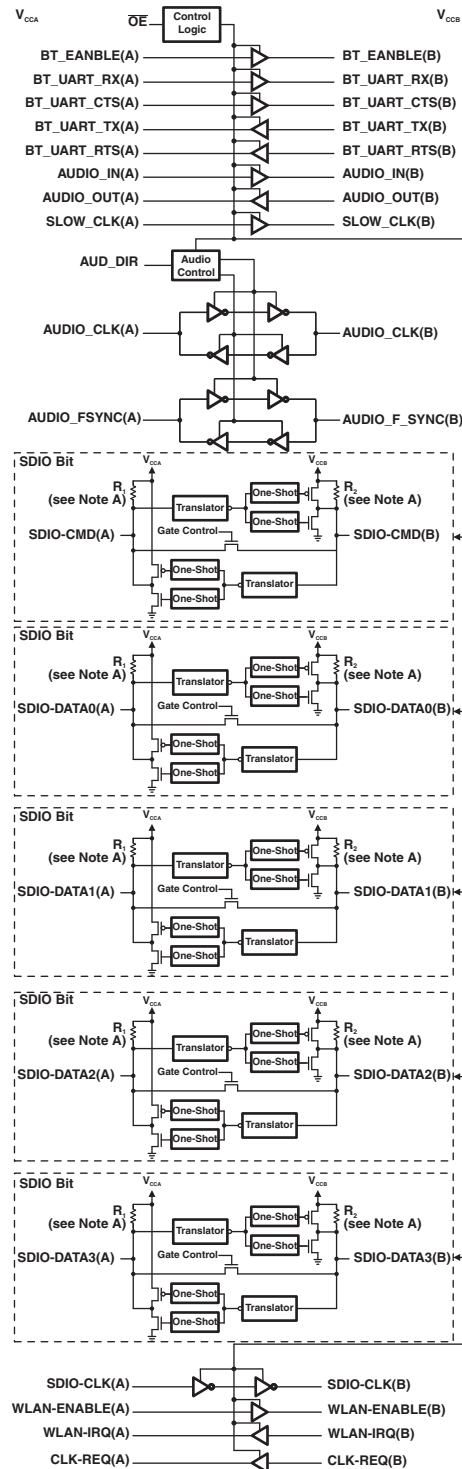 VCCA
OE
Control Logic
VCCB
BT_EANBLE(A)
BT_EANBLE(B)
BT_UART_RX(A)
BT_UART_RX(B)
BT_UART_CTS(A)
BT_UART_CTS(B)
BT_UART_TX(A)
BT_UART_TX(B)
BT_UART_RTS(A)
BT_UART_RTS(B)
AUDIO_IN(A)
AUDIO_IN(B)
AUDIO_OUT(A)
AUDIO_OUT(B)
SLOW_CLK(A)
SLOW_CLK(B)
AUD_DIR
Audio Control
AUDIO_CLK(A)
AUDIO_CLK(B)
AUDIO_FSYNC(A)
AUDIO_F_SYNC(B)
SDIO Bit
VCCA
VCCB
R1
(see Note A)
Translator
One-Shot
One-Shot
R2
(see Note A)
SDIO-CMD(A)
Gate Control
SDIO-CMD(B)
One-Shot
One-Shot
Translator
SDIO Bit
VCCA
VCCB
R1
(see Note A)
Translator
One-Shot
One-Shot
R2
(see Note A)
SDIO-DATA0(A)
Gate Control
SDIO-DATA0(B)
One-Shot
One-Shot
Translator
SDIO Bit
VCCA
VCCB
R1
(see Note A)
Translator
One-Shot
One-Shot
R2
(see Note A)
SDIO-DATA1(A)
Gate Control
SDIO-DATA1(B)
One-Shot
One-Shot
Translator
SDIO Bit
VCCA
VCCB
R1
(see Note A)
Translator
One-Shot
One-Shot
R2
(see Note A)
SDIO-DATA2(A)
Gate Control
SDIO-DATA2(B)
One-Shot
One-Shot
Translator
SDIO Bit
VCCA
VCCB
R1
(see Note A)
Translator
One-Shot
One-Shot
R2
(see Note A)
SDIO-DATA3(A)
Gate Control
SDIO-DATA3(B)
One-Shot
One-Shot
Translator
SDIO-CLK(A)
SDIO-CLK(B)
WLAN-ENABLE(A)
WLAN-ENABLE(B)
WLAN-IRQ(A)
WLAN-IRQ(B)
CLK-REQ(A)
CLK-REQ(B)